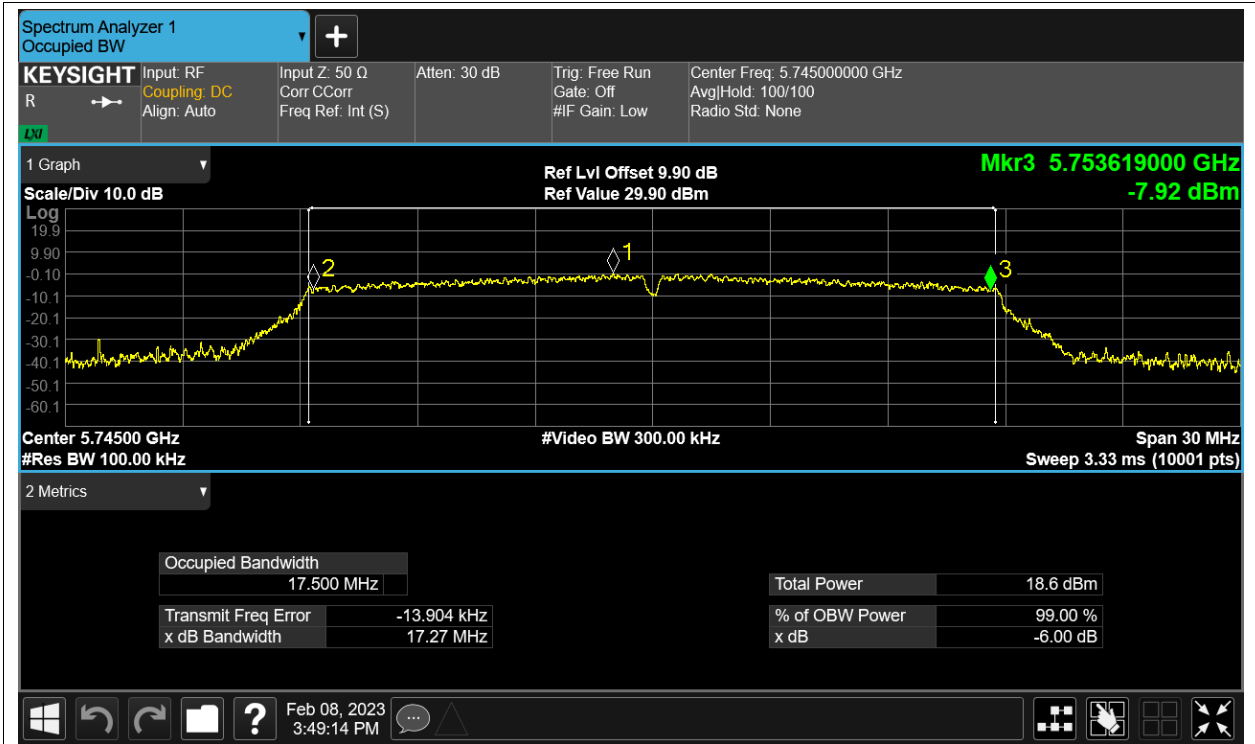 Spectrum Analyzer 1
Occupied BW
KEYSIGHT
R
LXI
Input: RF
Coupling: DC
Align: Auto
Input Z: 50 Ω
Corr CCorr
Freq Ref: Int (S)
Atten: 30 dB
Trig: Free Run
Gate: Off
#IF Gain: Low
Center Freq: 5.745000000 GHz
Avg|Hold: 100/100
Radio Std: None
1 Graph
Scale/Div 10.0 dB
Ref Lvl Offset 9.90 dB
Ref Value 29.90 dBm
Mkr3 5.753619000 GHz
-7.92 dBm
Log
19.9
9.90
-0.10
-10.1
-20.1
-30.1
-40.1
-50.1
-60.1
2
1
3
Center 5.74500 GHz
#Video BW 300.00 kHz
Span 30 MHz
#Res BW 100.00 kHz
Sweep 3.33 ms (10001 pts)
2 Metrics
Occupied Bandwidth
17.500 MHz
Transmit Freq Error -13.904 kHz
x dB Bandwidth 17.27 MHz
Total Power 18.6 dBm
% of OBW Power 99.00 %
x dB -6.00 dB
?
Feb 08, 2023
3:49:14 PM